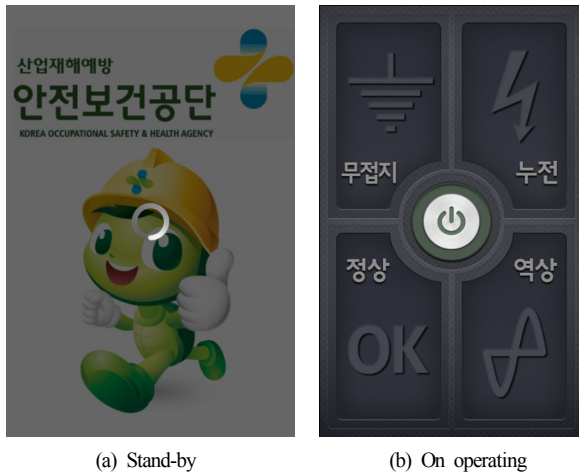 산업재해예방
안전보건공단
KOREA OCCUPATIONAL SAFETY & HEALTH AGENCY
무접지
누전
정상
역상
OK
(a) Stand-by
(b) On operating